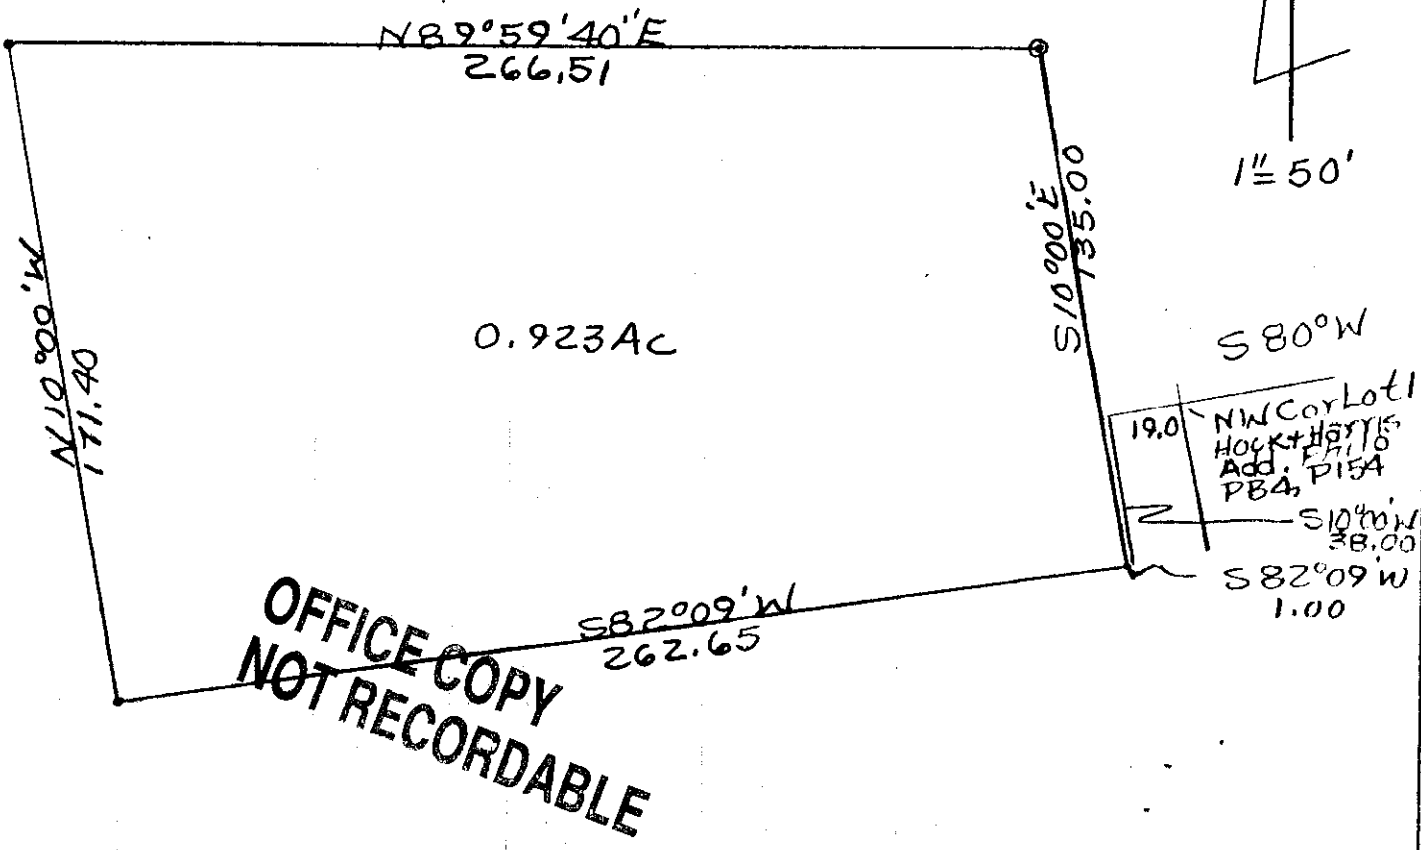 N89°59'40"E
266.51
1"=50'
S10°00'E
135.00
N10°00'W
171.40
0.923Ac
S80°W
19.0
NW Cor Lot 1
Hock+Harris
Add.
PB4, P154
S10°00'W
38.00
S82°09'W
1.00
S82°09'W
262.65
OFFICE COPY
NOT RECORDABLE